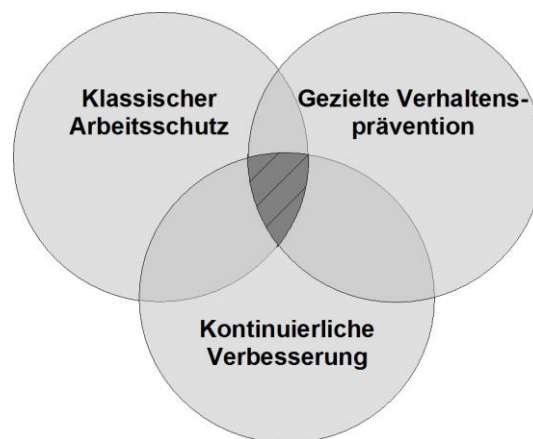 Klassischer
Arbeitsschutz
Gezielte Verhaltens-
prävention
Kontinuierliche
Verbesserung